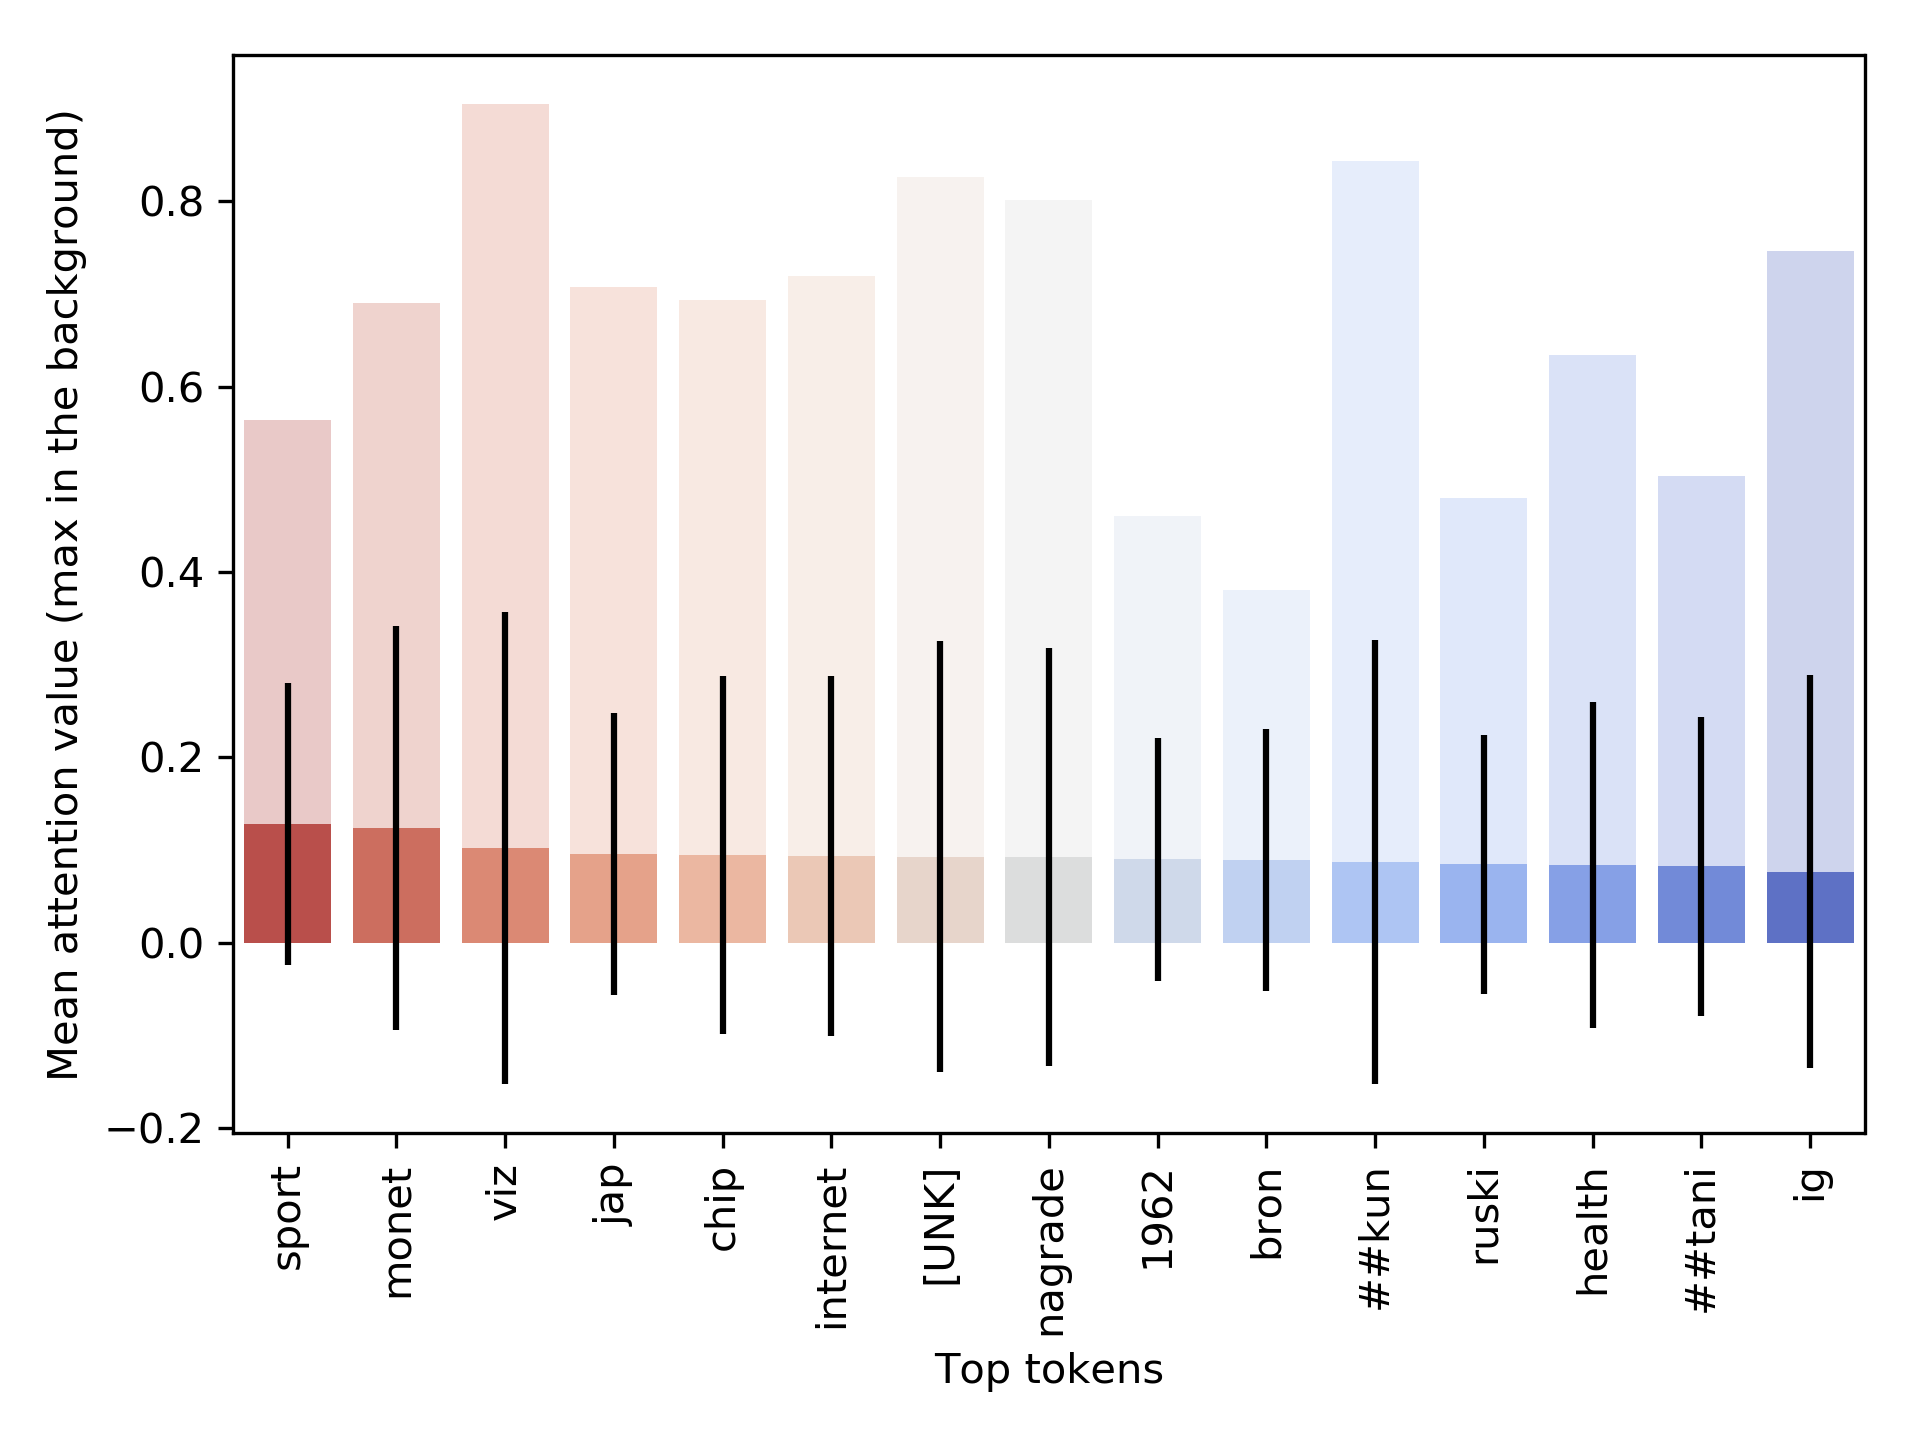 Mean attention value (max in the background)
0.8
0.6
0.4
0.2
0.0
−0.2
sport
monet
viz
jap
chip
internet
[UNK]
nagrade
1962
bron
##kun
ruski
health
##tani
ig
Top tokens